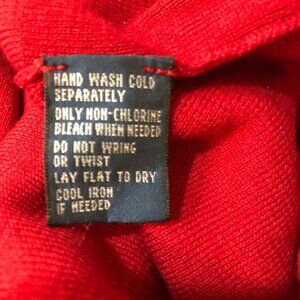 HAND WASH COLD
SEPARATELY
ONLY NON-CHLORINE
BLEACH WHEN NEEDED
DO NOT WRING
OR TWIST
LAY FLAT TO DRY
COOL IRON
IF NEEDED